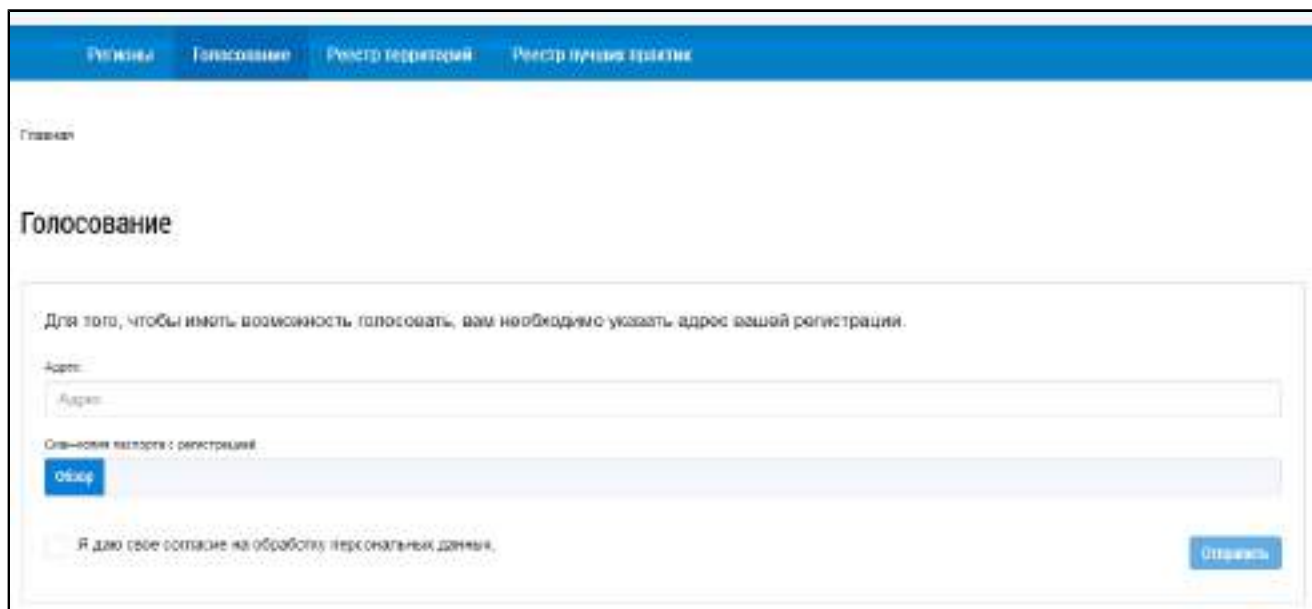 Регионы Голосование Реестр территорий Реестр лучших практик
Главная
Голосование
Для того, чтобы иметь возможность голосовать, вам необходимо указать адрес вашей регистрации.
Адрес
Адрес
Скан-копия паспорта с регистрацией
Обзор
Я даю свое согласие на обработку персональных данных.
Отправить